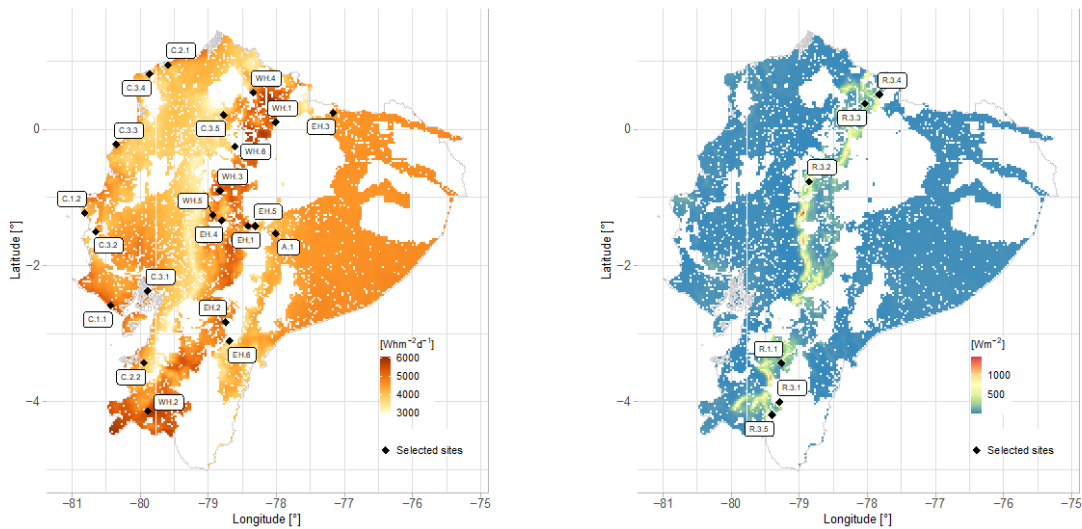 C.2.1
C.3.4
WH.4
WH.1
C.3.3
C.3.5
EH.3
WH.6
WH.3
C.1.2
WH.5
EH.5
C.3.2
EH.4
EH.1
A.1
C.3.1
EH.2
C.1.1
EH.6
C.2.2
WH.2
[Whm−2d−1]
6000
5000
4000
3000
Selected sites
0
−2
−4
Latitude [°]
−81 −80 −79 −78 −77 −76 −75
Longitude [°]
R.3.4
R.3.3
R.3.2
R.1.1
R.3.1
R.3.5
[Wm−2]
1000
500
Selected sites
0
−2
−4
Latitude [°]
−81 −80 −79 −78 −77 −76 −75
Longitude [°]